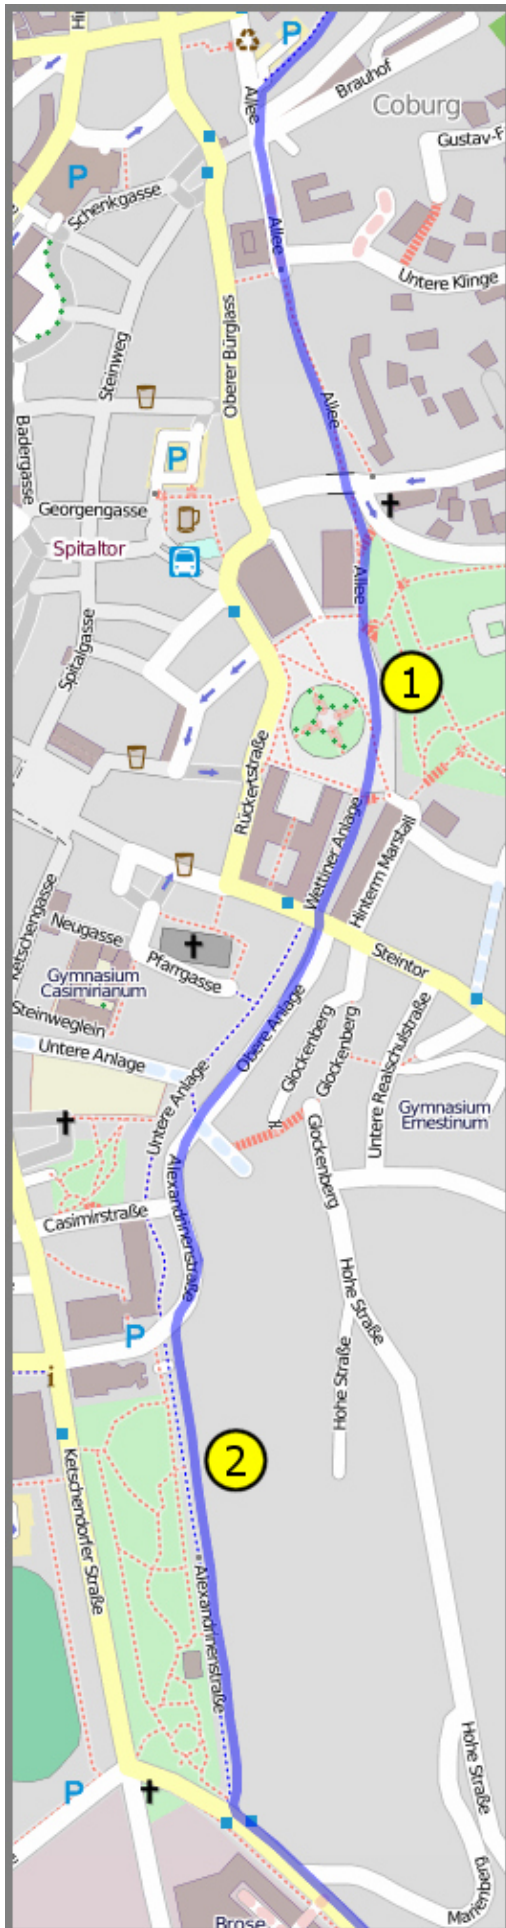 Hi
P
Allee
Brauhof
Coburg
Gustav-F
P
Schenkgasse
Allee
Untere Klinge
Oberer Bürglass
Steinweg
Allee
Badergasse
P
Georgengasse
Spitaltor
Allee
Spitalgasse
1
Rückertstraße
Wettiner Anlage
Hinterm Marstall
Ketschengasse
Neugasse
Pfarrgasse
Steintor
Gymnasium
Casimirianum
Steinweglein
Obere Anlage
Glockenberg
Glockenberg
Untere Realschulstraße
Untere Anlage
Untere Anlage
Gymnasium
Ernestinum
Glockenberg
Alexandrinenstraße
Casimirstraße
Hohe Straße
P
Hohe Straße
i
2
Ketschendorfer Straße
Alexandrinenstraße
Hohe Straße
P
Marienberg
Brose